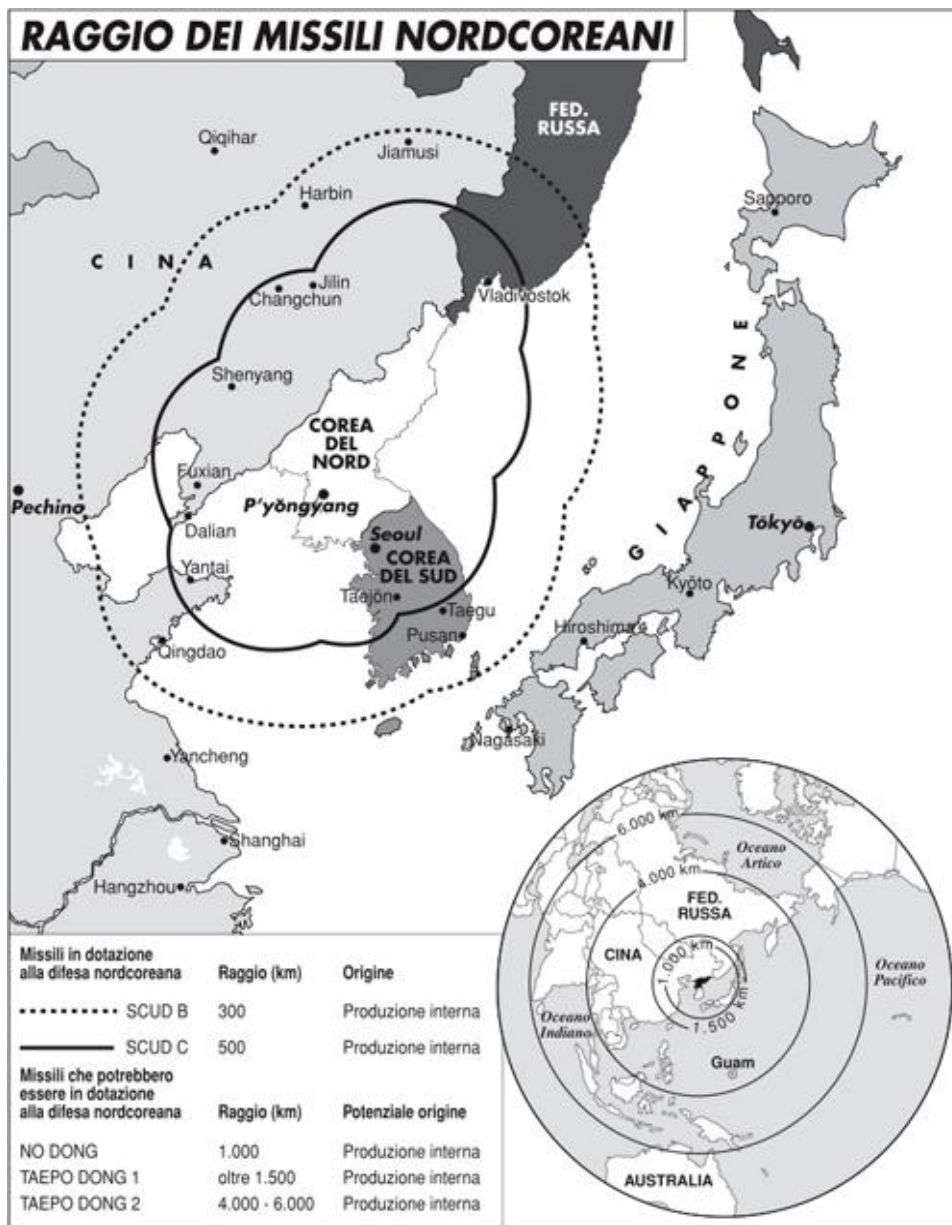 RAGGIO DEI MISSILI NORDCOREANI
FED.
RUSSA
Qiqihar
Jiamusi
Harbin
Sapporo
CINA
Jilin
Changchun
Vladivostok
Shenyang
GIAPPONE
COREA
DEL
NORD
Fuxian
Pechino
P'yŏngyang
Dalian
Tōkyō
Seoul
COREA
DEL SUD
Yantai
Taejŏn
Kyōto
Taegu
Pusan
Hiroshima
Qingdao
Nagasaki
Yancheng
Shanghai
Hangzhou
6.000 km
Oceano
Artico
4.000 km
FED.
RUSSA
CINA
1.000 km
Oceano
Pacifico
1.500 km
Oceano
Indiano
Guam
AUSTRALIA
Missili in dotazione
alla difesa nordcoreana Raggio (km) Origine
SCUD B 300 Produzione interna
SCUD C 500 Produzione interna
Missili che potrebbero
essere in dotazione
alla difesa nordcoreana Raggio (km) Potenziale origine
NO DONG 1.000 Produzione interna
TAEPO DONG 1 oltre 1.500 Produzione interna
TAEPO DONG 2 4.000 - 6.000 Produzione interna